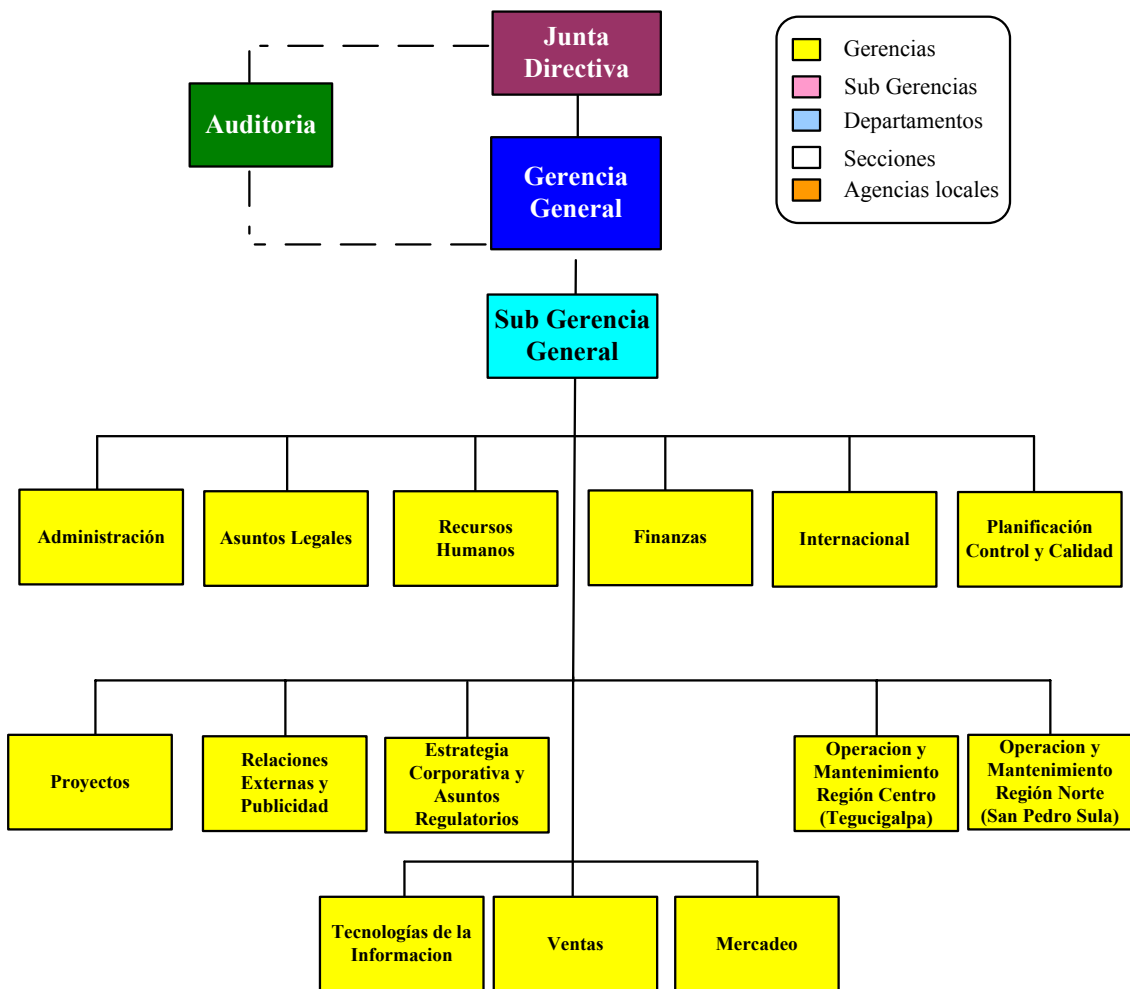 Junta
Directiva
Auditoria
Gerencia
General
Gerencias
Sub Gerencias
Departamentos
Secciones
Agencias locales
Sub Gerencia
General
Administración
Asuntos Legales
Recursos
Humanos
Finanzas
Internacional
Planificación
Control y Calidad
Proyectos
Relaciones
Externas y
Publicidad
Estrategia
Corporativa y
Asuntos
Regulatorios
Operacion y
Mantenimiento
Región Centro
(Tegucigalpa)
Operacion y
Mantenimiento
Región Norte
(San Pedro Sula)
Tecnologías de la
Informacion
Ventas
Mercadeo